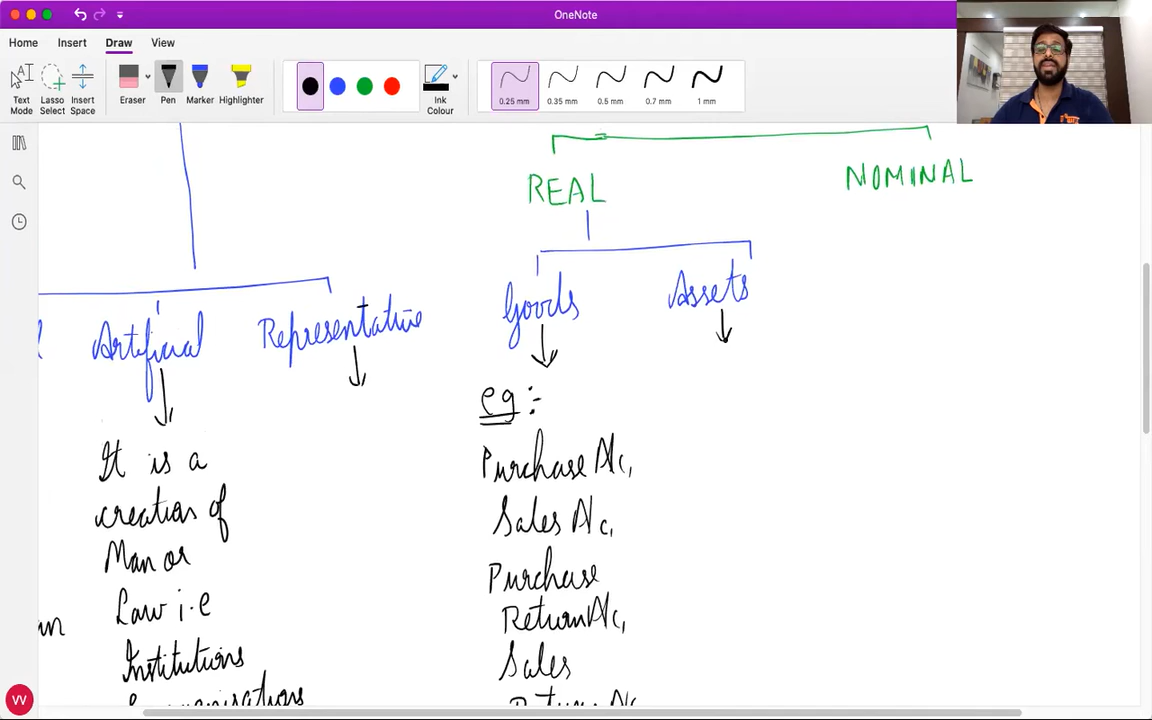 OneNote
Home Insert Draw View
Text Mode
Lasso Select
Insert Space
Eraser
Pen
Marker
Highlighter
Ink Colour
0.25 mm
0.35 mm
0.5 mm
0.7 mm
1 mm
REAL
NOMINAL
Artificial
Representative
Goods
Assets
It is a
creation of
Man or
Law i.e
Institutions
eg :-
Purchase A/c,
Sales A/c,
Purchase
Return A/c,
Sales
Return A/c
VV